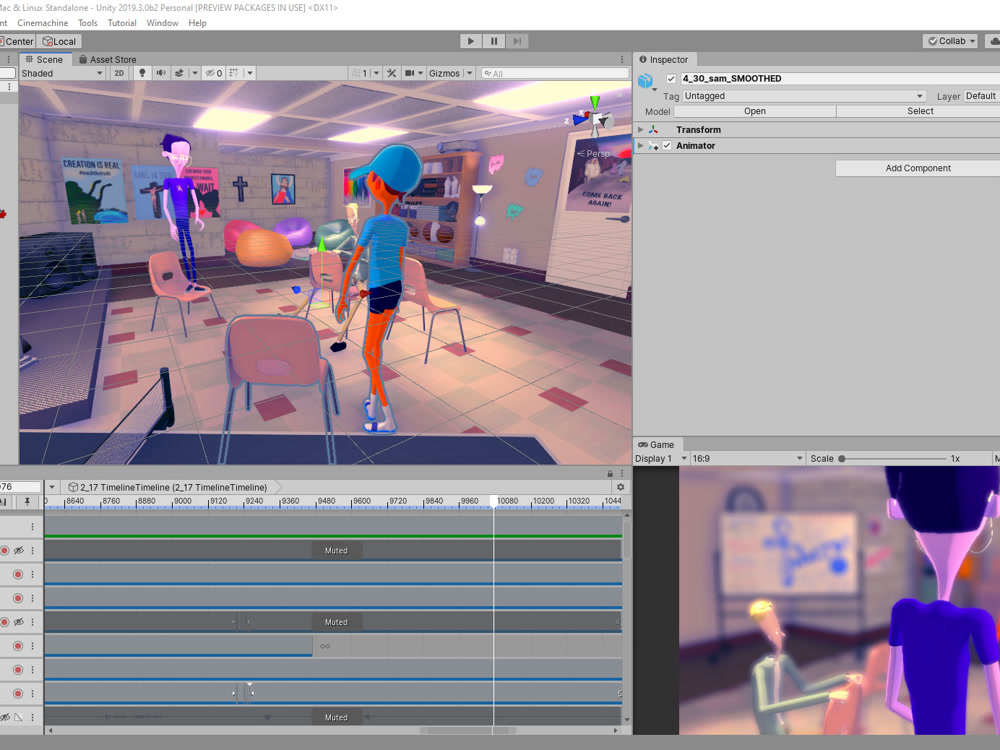 Mac & Linux Standalone - Unity 2019.3.0b2 Personal [PREVIEW PACKAGES IN USE] <DX11>
nt Cinemachine Tools Tutorial Window Help
Center Local
Collab
Scene Asset Store
Shaded 2D 0 1 Gizmos All
Inspector
4_30_sam_SMOOTHED
Tag Untagged Layer Default
Model Open Select
Transform
Animator
Add Component
z
Persp
CREATION IS REAL
WAIT
COME BACK
AGAIN!
Game
Display 1 16:9 Scale 1x M
76 2_17 TimelineTimeline (2_17 TimelineTimeline)
0 8640 8760 8880 9000 9120 9240 9360 9480 9600 9720 9840 9960 10080 10200 10320 1044
Muted
Muted
5
Muted